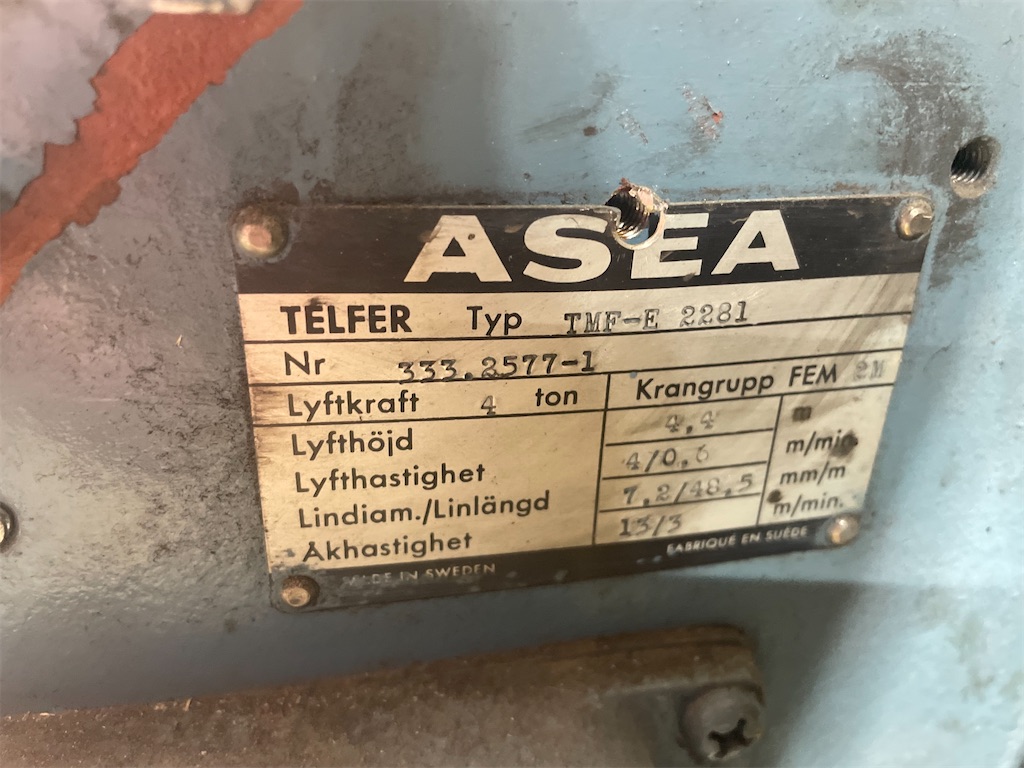 ASEA
TELFER Typ TMF-E 2281
Nr 333.2577-1
Lyftkraft 4 ton Krangrupp FEM 2M
Lyfthöjd 4,4 m
Lyfthastighet 4/0,6 m/min.
Lindiam./Linlängd 7,2/48,5 mm/m
Åkhastighet 13/3 m/min.
MADE IN SWEDEN FABRIQUÉ EN SUÈDE